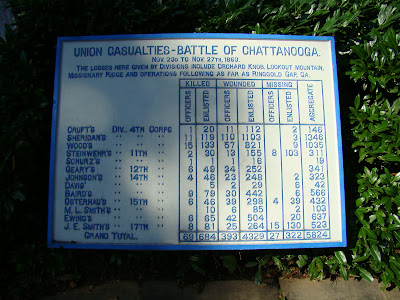 UNION CASUALTIES-BATTLE OF CHATTANOOGA.
NOV 23D TO NOV 27TH, 1863.
THE LOSSES HERE GIVEN BY DIVISIONS INCLUDE ORCHARD KNOB, LOOKOUT MOUNTAIN,
MISSIONARY RIDGE AND OPERATIONS FOLLOWING AS FAR AS RINGGOLD GAP, GA.
KILLED WOUNDED MISSING
OFFICERS ENLISTED OFFICERS ENLISTED OFFICERS ENLISTED AGGREGATE
CRUFT'S DIV. 4TH CORPS 1 20 11 112 2 146
SHERIDAN'S " " " 11 119 110 1103 3 1346
WOOD'S " " " 15 133 57 821 9 1035
STEINWEHR'S " 11TH " 2 30 13 155 8 103 311
SCHURZ'S " " " 1 1 1 16 19
GEARY'S " 12TH " 6 49 34 252 341
JOHNSON'S " 14TH " 4 46 23 248 2 323
DAVIS' " " " 5 2 29 6 42
BAIRD'S " " " 9 79 30 442 6 566
OSTERHAUS' " 15TH " 6 46 39 298 4 39 432
M. L. SMITH'S " " " 10 6 85 2 103
EWING'S " " " 6 65 42 504 20 637
J. E. SMITH'S " 17TH " 8 81 25 264 15 130 523
GRAND TOTAL. 69 684 393 4329 27 322 5824